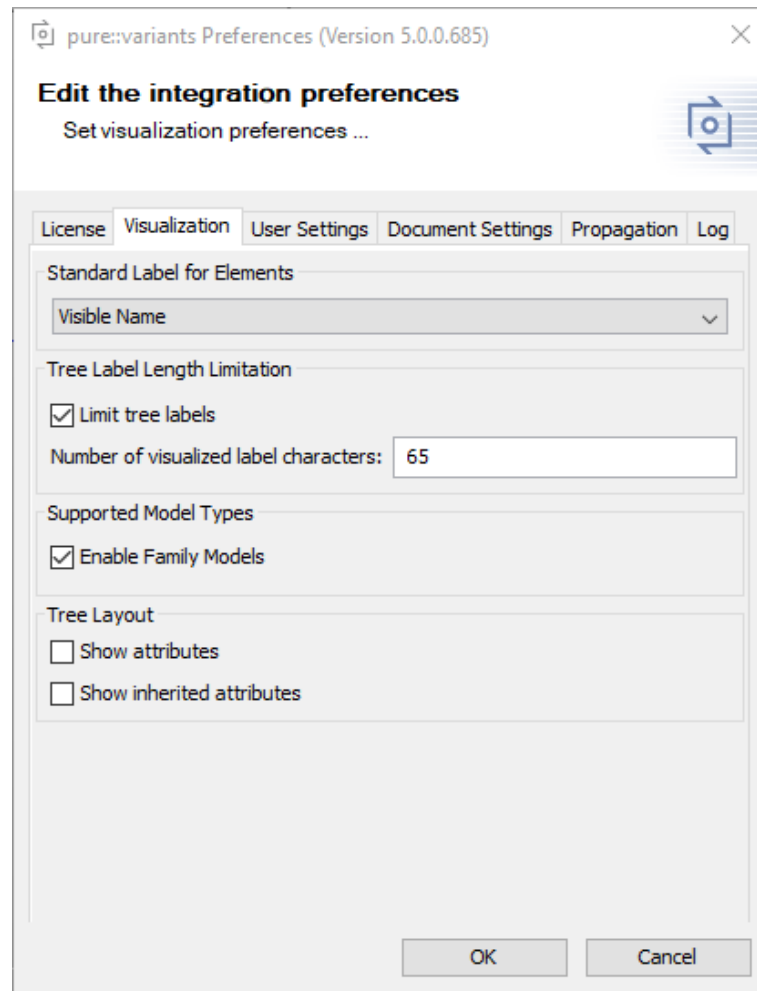 pure::variants Preferences (Version 5.0.0.685)
Edit the integration preferences
Set visualization preferences ...
License Visualization User Settings Document Settings Propagation Log
Standard Label for Elements
Visible Name
Tree Label Length Limitation
Limit tree labels
Number of visualized label characters: 65
Supported Model Types
Enable Family Models
Tree Layout
Show attributes
Show inherited attributes
OK Cancel